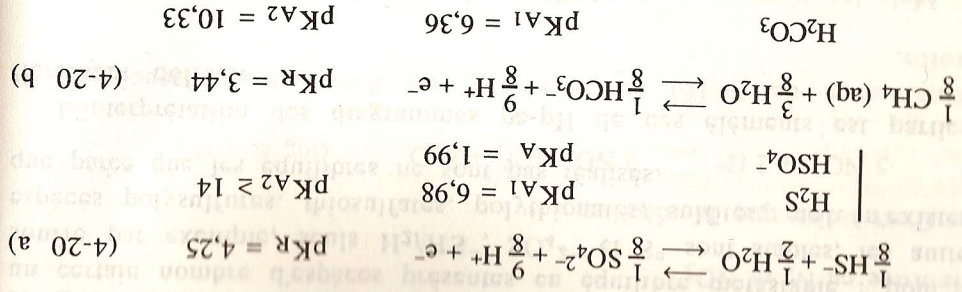 1/8 HS⁻ + 1/2 H₂O ⟶ 1/8 SO₄²⁻ + 9/8 H⁺ + e⁻ pK_R = 4,25 (4-20 a)
H₂S pK_A1 = 6,98 pK_A2 ≥ 14
HSO₄⁻ pK_A = 1,99
1/8 CH₄ (aq) + 3/8 H₂O ⟵⟶ 1/8 HCO₃⁻ + 9/8 H⁺ + e⁻ pK_R = 3,44 (4-20 b)
H₂CO₃ pK_A1 = 6,36 pK_A2 = 10,33